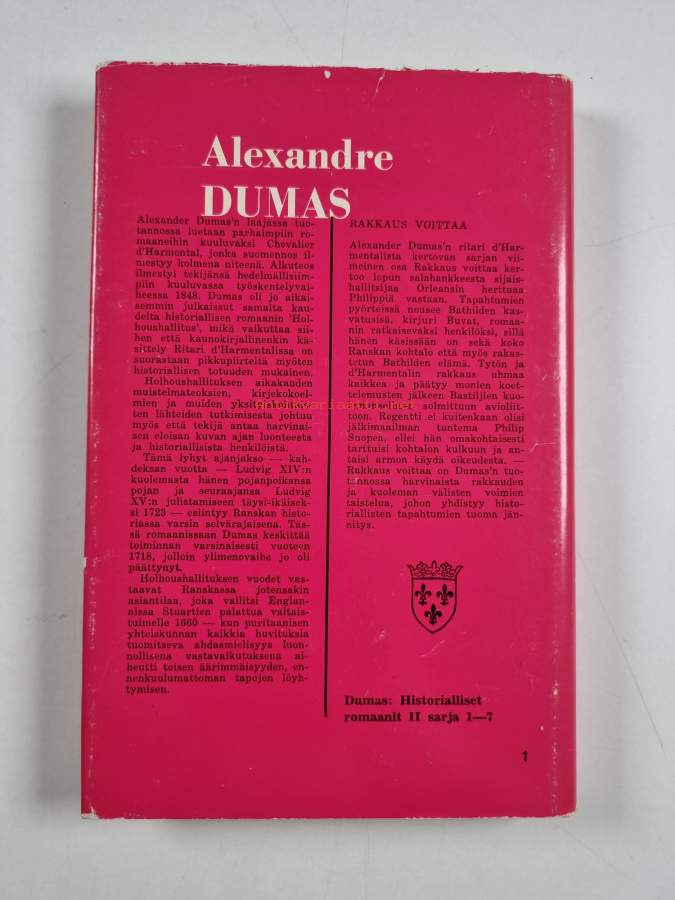 Alexandre
DUMAS
Alexander Dumas'n laajassa tuo-
tannossa luetaan parhaimpiin ro-
maaneihin kuuluvaksi Chevalier
d'Harmental, jonka suomennos il-
mestyy kolmena niteenä. Alkuteos
ilmestyi tekijänsä hedelmällisiim-
piin kuuluvassa työskentelyvai-
heessa 1848. Dumas oli jo aikai-
semmin julkaissut samalta kau-
delta historiallisen romaanin 'Hol-
houshallitus', mikä vaikuttaa sii-
hen että kaunokirjallinenkin kä-
sittely Ritari d'Harmentalissa on
suorastaan pikkupiirteitä myöten
historiallisen totuuden mukainen.
Holhoushallituksen aikakauden
muistelmateoksien, kirjekokoel-
mien ja muiden yksityiskohtais-
ten lähteiden tutkimisesta johtuu
myös että tekijä antaa harvinai-
sen eloisan kuvan ajan luonteesta
ja historiallisista henkilöistä.
Tämä lyhyt ajanjakso — kah-
deksan vuotta — Ludvig XIV:n
kuolemasta hänen pojanpoikansa
pojan ja seuraajansa Ludvig
XV:n julistamiseen täysi-ikäisek-
si 1723 — esiintyy Ranskan histo-
riassa varsin selvärajaisena. Täs-
sä romaanissaan Dumas keskittää
toiminnan varsinaisesti vuoteen
1718, jolloin ylimenovaihe jo oli
päättynyt.
Holhoushallituksen vuodet vas-
taavat Ranskassa jotensakin
asiantilaa, joka vallitsi Englan-
nissa Stuartien palattua valtais-
tuimelle 1660 — kun puritaanisen
yhteiskunnan kaikkia huvituksia
tuomitseva ahdasmielisyys luon-
nollisena vastavaikutuksena ai-
heutti toisen äärimmäisyyden, en-
nenkuulumattoman tapojen löyh-
tymisen.
RAKKAUS VOITTAA
Alexander Dumas'n ritari d'Har-
mentalista kertovan sarjan vii-
meinen osa Rakkaus voittaa ker-
too lopun salahankkeesta sijais-
hallitsijaa Orleansin herttuaa
Philippiä vastaan. Tapahtumien
pyörteissä nousee Bathilden kas-
vatusisä, kirjuri Buvat, romaa-
nin ratkaisevaksi henkilöksi, sillä
hänen käsissään on sekä koko
Ranskan kohtalo että myös rakas-
tetun Bathilden elämä. Tytön ja
d'Harmentalin rakkaus uhmaa
kaikkea ja päätyy monien koet-
telemusten jälkeen Bastiljien kuo-
solmittuun avioliit-
toon. Regentti ei kuitenkaan olisi
jälkimaailman tuntema Philip
Suopea, ellei hän omakohtaisesti
tarttuisi kohtalon kulkuun ja an-
taisi armon käydä oikeudesta. —
Rakkaus voittaa on Dumas'n tuo-
tannossa harvinaista rakkauden
ja kuoleman välisten voimien
taistelua, johon yhdistyy histo-
riallisten tapahtumien tuoma jän-
nitys.
Dumas: Historialliset
romaanit II sarja 1—7
1